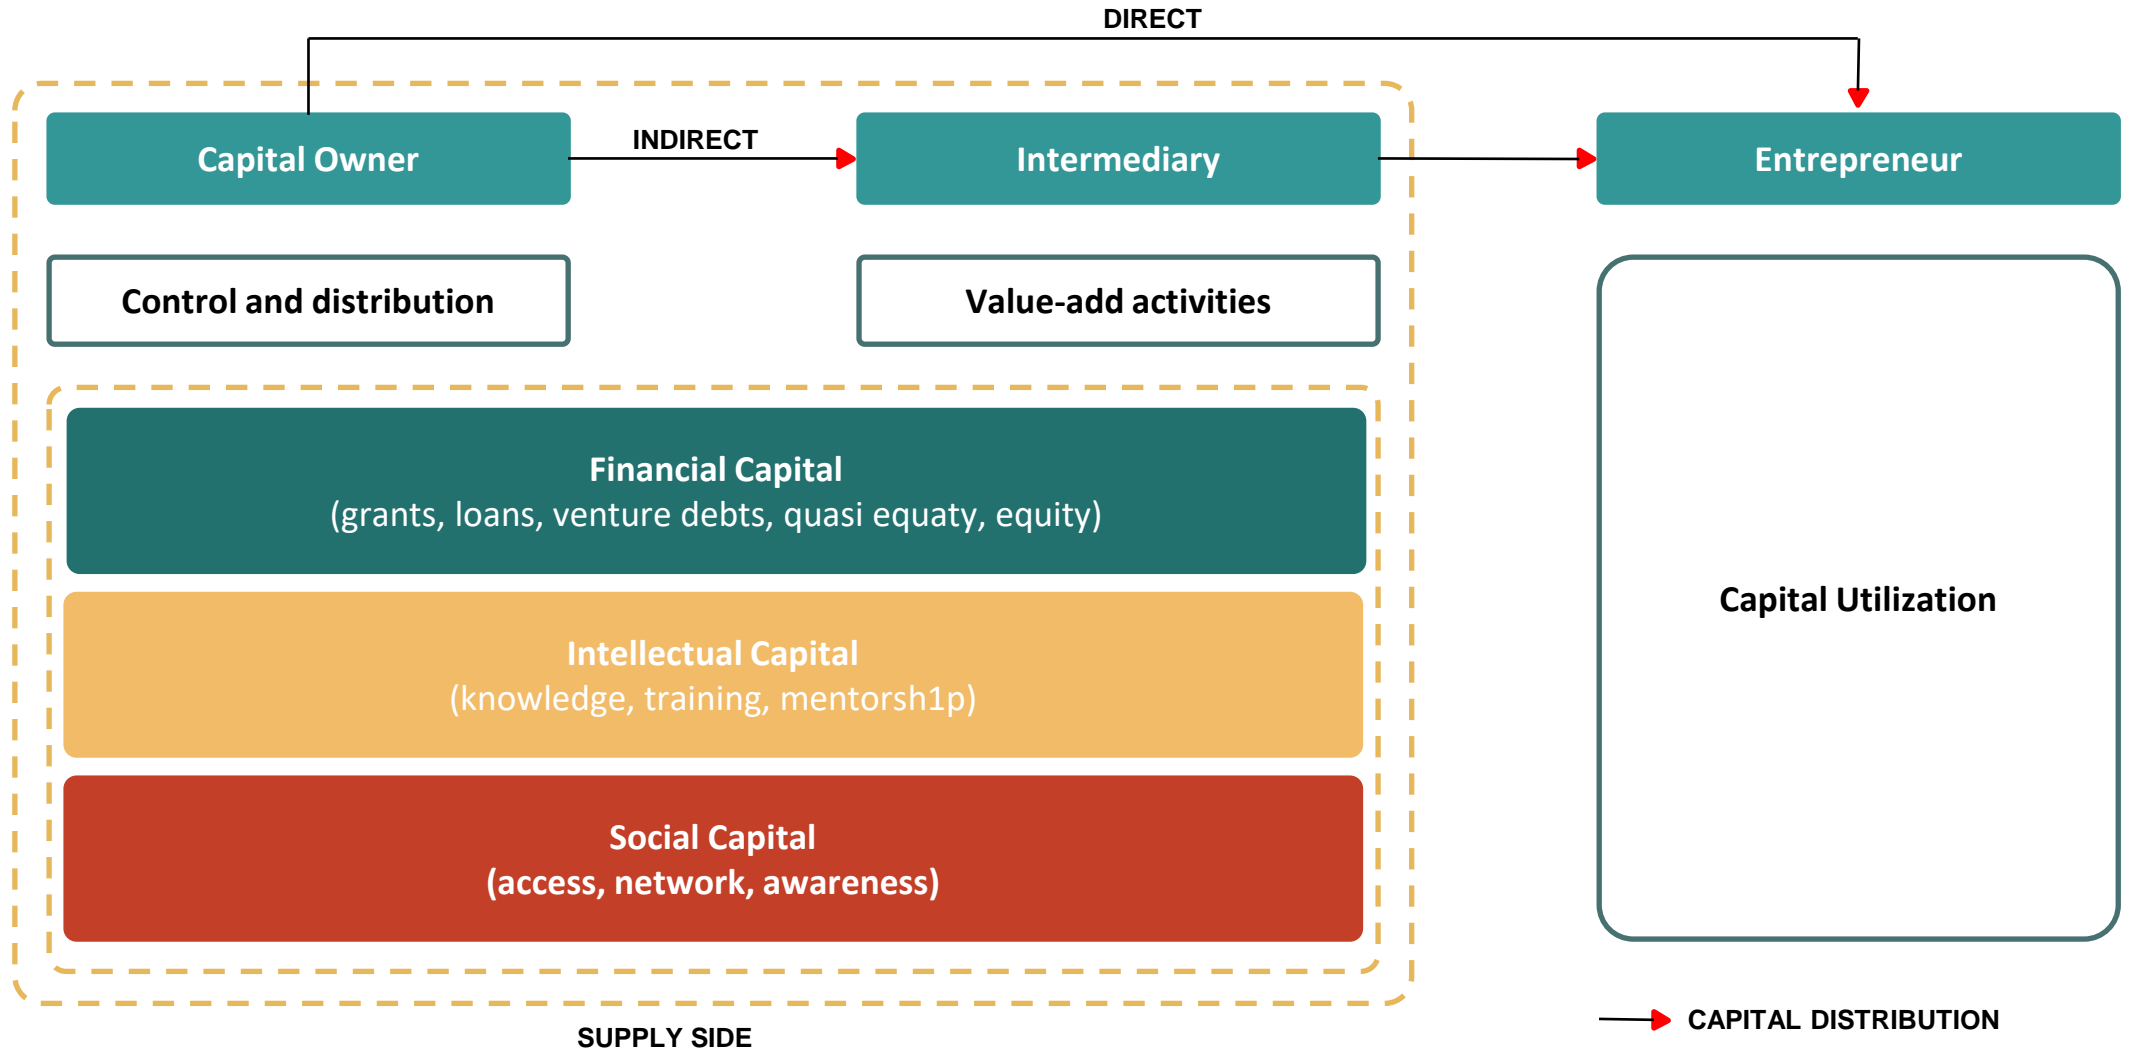 DIRECT
Capital Owner
INDIRECT
Intermediary
Entrepreneur
Control and distribution
Value-add activities
Financial Capital
(grants, loans, venture debts, quasi equaty, equity)
Intellectual Capital
(knowledge, training, mentorsh1p)
Social Capital
(access, network, awareness)
Capital Utilization
SUPPLY SIDE
CAPITAL DISTRIBUTION